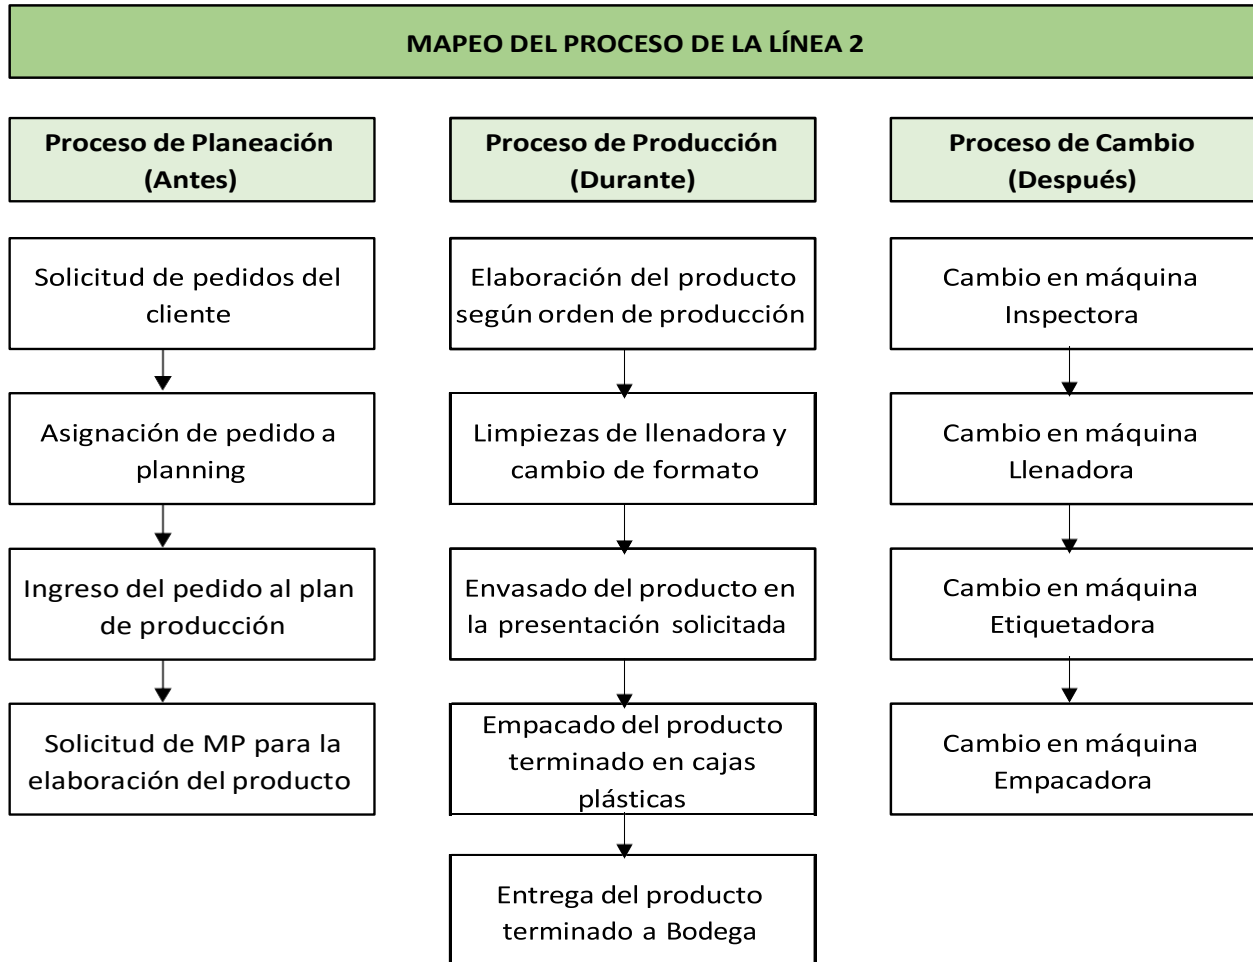 MAPEO DEL PROCESO DE LA LÍNEA 2
Proceso de Planeación
(Antes)
Solicitud de pedidos del
cliente
Asignación de pedido a
planning
Ingreso del pedido al plan
de producción
Solicitud de MP para la
elaboración del producto
Proceso de Producción
(Durante)
Elaboración del producto
según orden de producción
Limpiezas de llenadora y
cambio de formato
Envasado del producto en
la presentación solicitada
Empacado del producto
terminado en cajas
plásticas
Entrega del producto
terminado a Bodega
Proceso de Cambio
(Después)
Cambio en máquina
Inspectora
Cambio en máquina
Llenadora
Cambio en máquina
Etiquetadora
Cambio en máquina
Empacadora